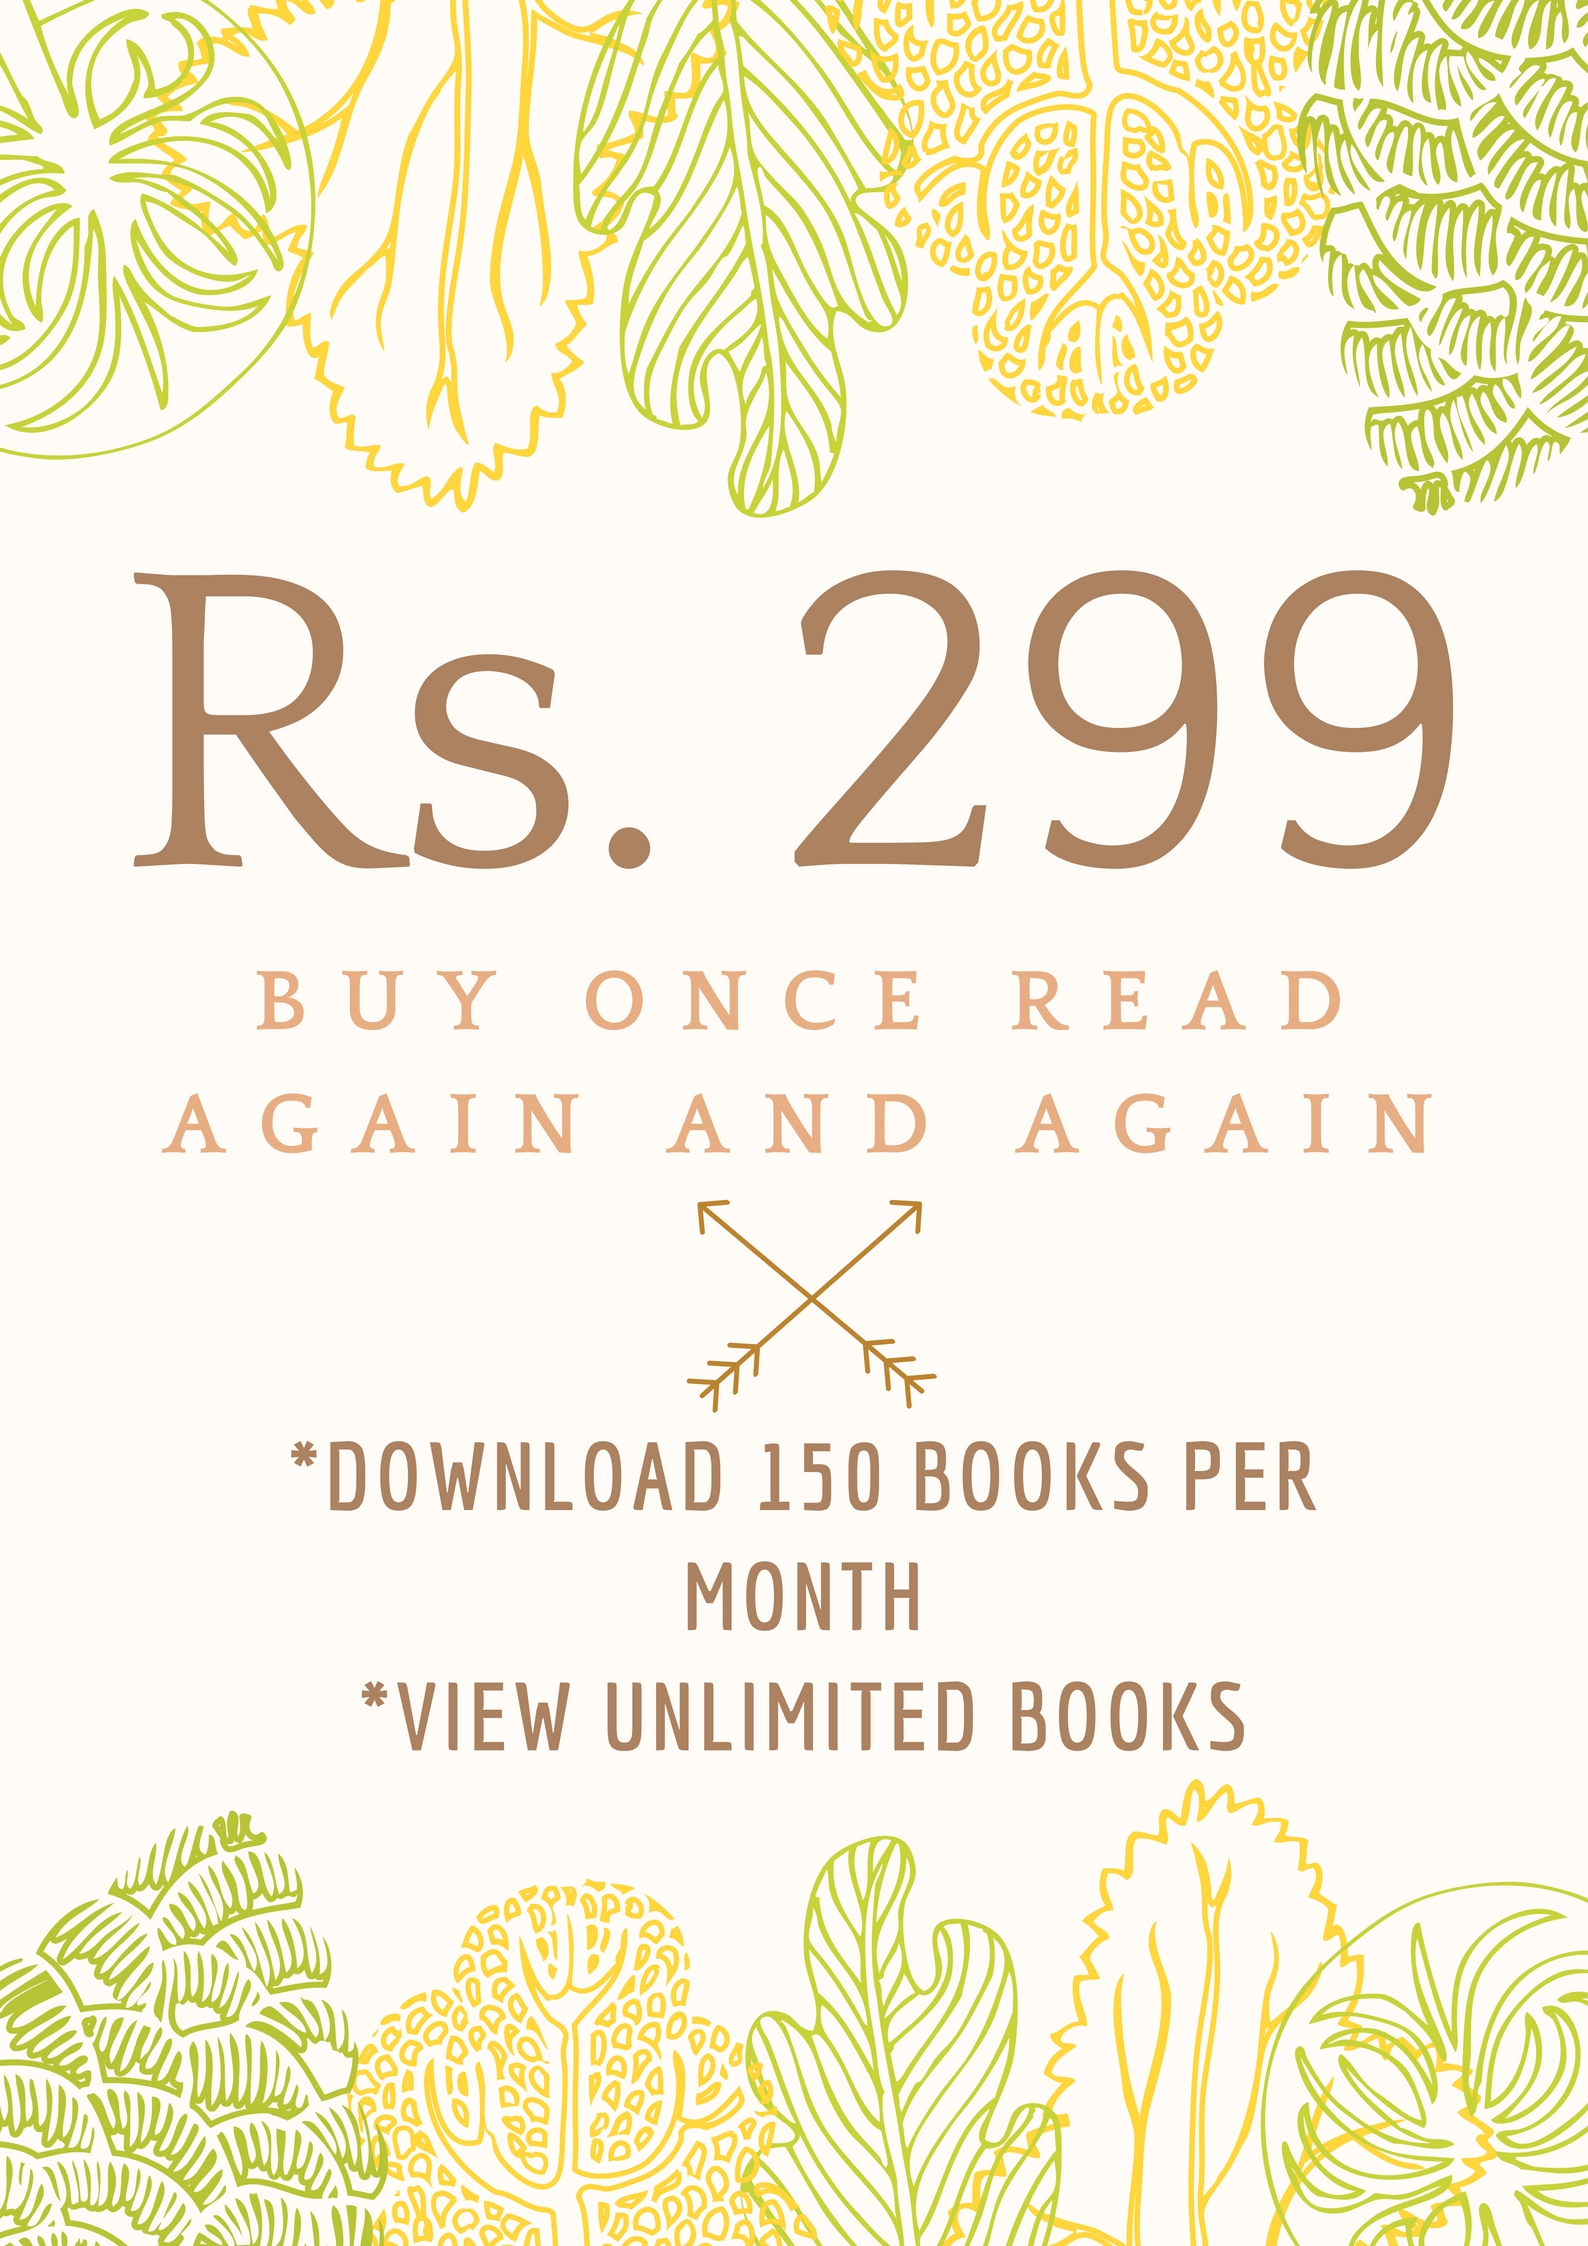 Rs. 299
BUY ONCE READ
AGAIN AND AGAIN
*DOWNLOAD 150 BOOKS PER
MONTH
*VIEW UNLIMITED BOOKS